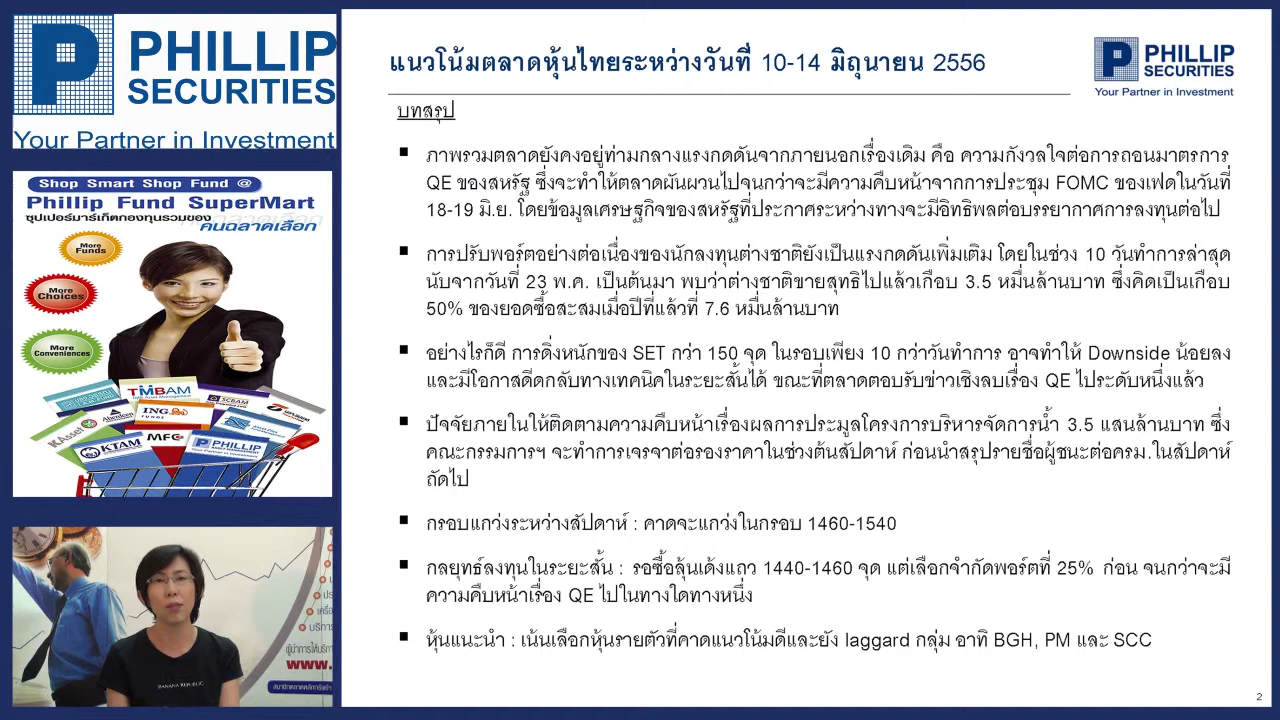 PHILLIP
SECURITIES
Your Partner in Investment
Shop Smart Shop Fund @
Phillip Fund SuperMart
ซุปเปอร์มาร์เก็ตกองทุนรวมของ
คนฉลาดเลือก
More
Funds
More
Choices
More
Conveniences
TMBAM
ING
SCBAM
KAsset
Aberdeen
KTAM
MFC
PHILLIP
WWW.
แนวโน้มตลาดหุ้นไทยระหว่างวันที่ 10-14 มิถุนายน 2556
PHILLIP
SECURITIES
Your Partner in Investment
บทสรุป
ภาพรวมตลาดยังคงอยู่ท่ามกลางแรงกดดันจากภายนอกเรื่องเดิม คือ ความกังวลใจต่อการถอนมาตรการ
QE ของสหรัฐ ซึ่งจะทำให้ตลาดผันผวนไปจนกว่าจะมีความคืบหน้าจากการประชุม FOMC ของเฟดในวันที่
18-19 มิ.ย. โดยข้อมูลเศรษฐกิจของสหรัฐที่ประกาศระหว่างทางจะมีอิทธิพลต่อบรรยากาศการลงทุนต่อไป
การปรับพอร์ตอย่างต่อเนื่องของนักลงทุนต่างชาติยังเป็นแรงกดดันเพิ่มเติม โดยในช่วง 10 วันทำการล่าสุด
นับจากวันที่ 23 พ.ค. เป็นต้นมา พบว่าต่างชาติขายสุทธิไปแล้วเกือบ 3.5 หมื่นล้านบาท ซึ่งคิดเป็นเกือบ
50% ของยอดซื้อสะสมเมื่อปีที่แล้วที่ 7.6 หมื่นล้านบาท
อย่างไรก็ดี การดิ่งหนักของ SET กว่า 150 จุด ในรอบเพียง 10 กว่าวันทำการ อาจทำให้ Downside น้อยลง
และมีโอกาสดีดกลับทางเทคนิคในระยะสั้นได้ ขณะที่ตลาดตอบรับข่าวเชิงลบเรื่อง QE ไประดับหนึ่งแล้ว
ปัจจัยภายในให้ติดตามความคืบหน้าเรื่องผลการประมูลโครงการบริหารจัดการน้ำ 3.5 แสนล้านบาท ซึ่ง
คณะกรรมการฯ จะทำการเจรจาต่อรองราคาในช่วงต้นสัปดาห์ ก่อนนำสรุปรายชื่อผู้ชนะต่อครม.ในสัปดาห์
ถัดไป
กรอบแกว่งระหว่างสัปดาห์ : คาดจะแกว่งในกรอบ 1460-1540
กลยุทธ์ลงทุนในระยะสั้น : รอซื้อลุ้นเด้งแถว 1440-1460 จุด แต่เลือกจำกัดพอร์ตที่ 25% ก่อน จนกว่าจะมี
ความคืบหน้าเรื่อง QE ไปในทางใดทางหนึ่ง
หุ้นแนะนำ : เน้นเลือกหุ้นรายตัวที่คาดแนวโน้มดีและยัง laggard กลุ่ม อาทิ BGH, PM และ SCC
2